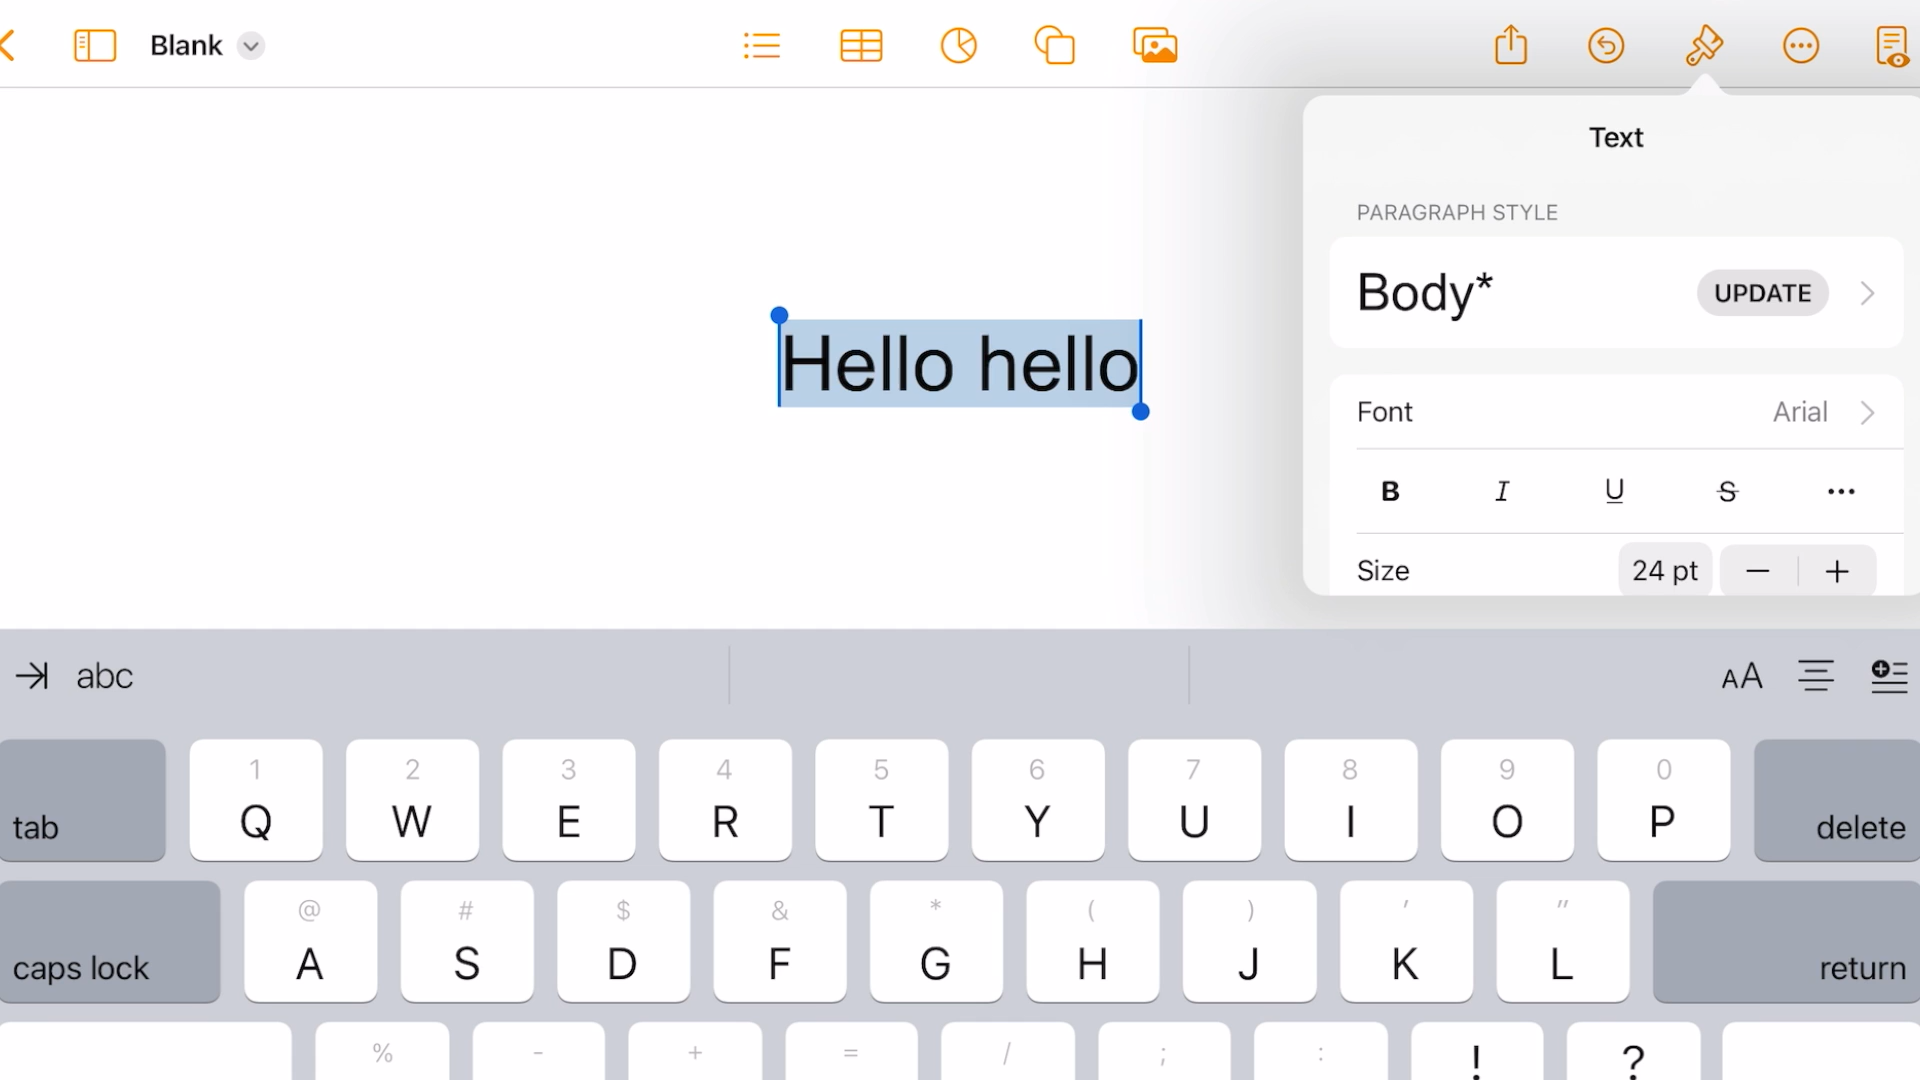 Blank
Text
PARAGRAPH STYLE
Body* UPDATE
Hello hello
Font Arial
B I U S ...
Size 24 pt − +
abc AA
tab 1 Q 2 W 3 E 4 R 5 T 6 Y 7 U 8 I 9 O 0 P delete
caps lock @ A # S $ D & F * G ( H ) J ' K " L return
% - + = / ; : ! ?